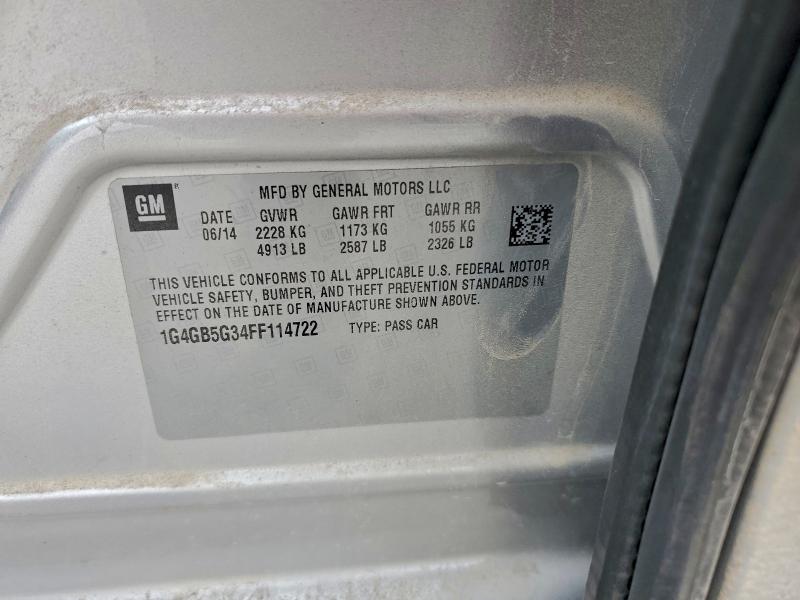 GM
MFD BY GENERAL MOTORS LLC
DATE GVWR GAWR FRT GAWR RR
06/14 2228 KG 1173 KG 1055 KG
4913 LB 2587 LB 2326 LB
THIS VEHICLE CONFORMS TO ALL APPLICABLE U.S. FEDERAL MOTOR
VEHICLE SAFETY, BUMPER, AND THEFT PREVENTION STANDARDS IN
EFFECT ON THE DATE OF MANUFACTURE SHOWN ABOVE.
1G4GB5G34FF114722 TYPE: PASS CAR